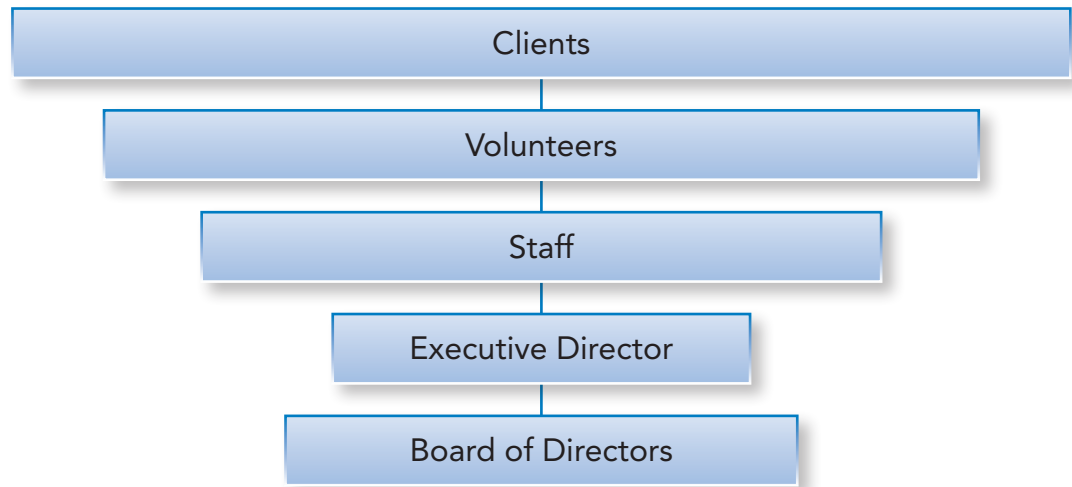 Clients
Volunteers
Staff
Executive Director
Board of Directors